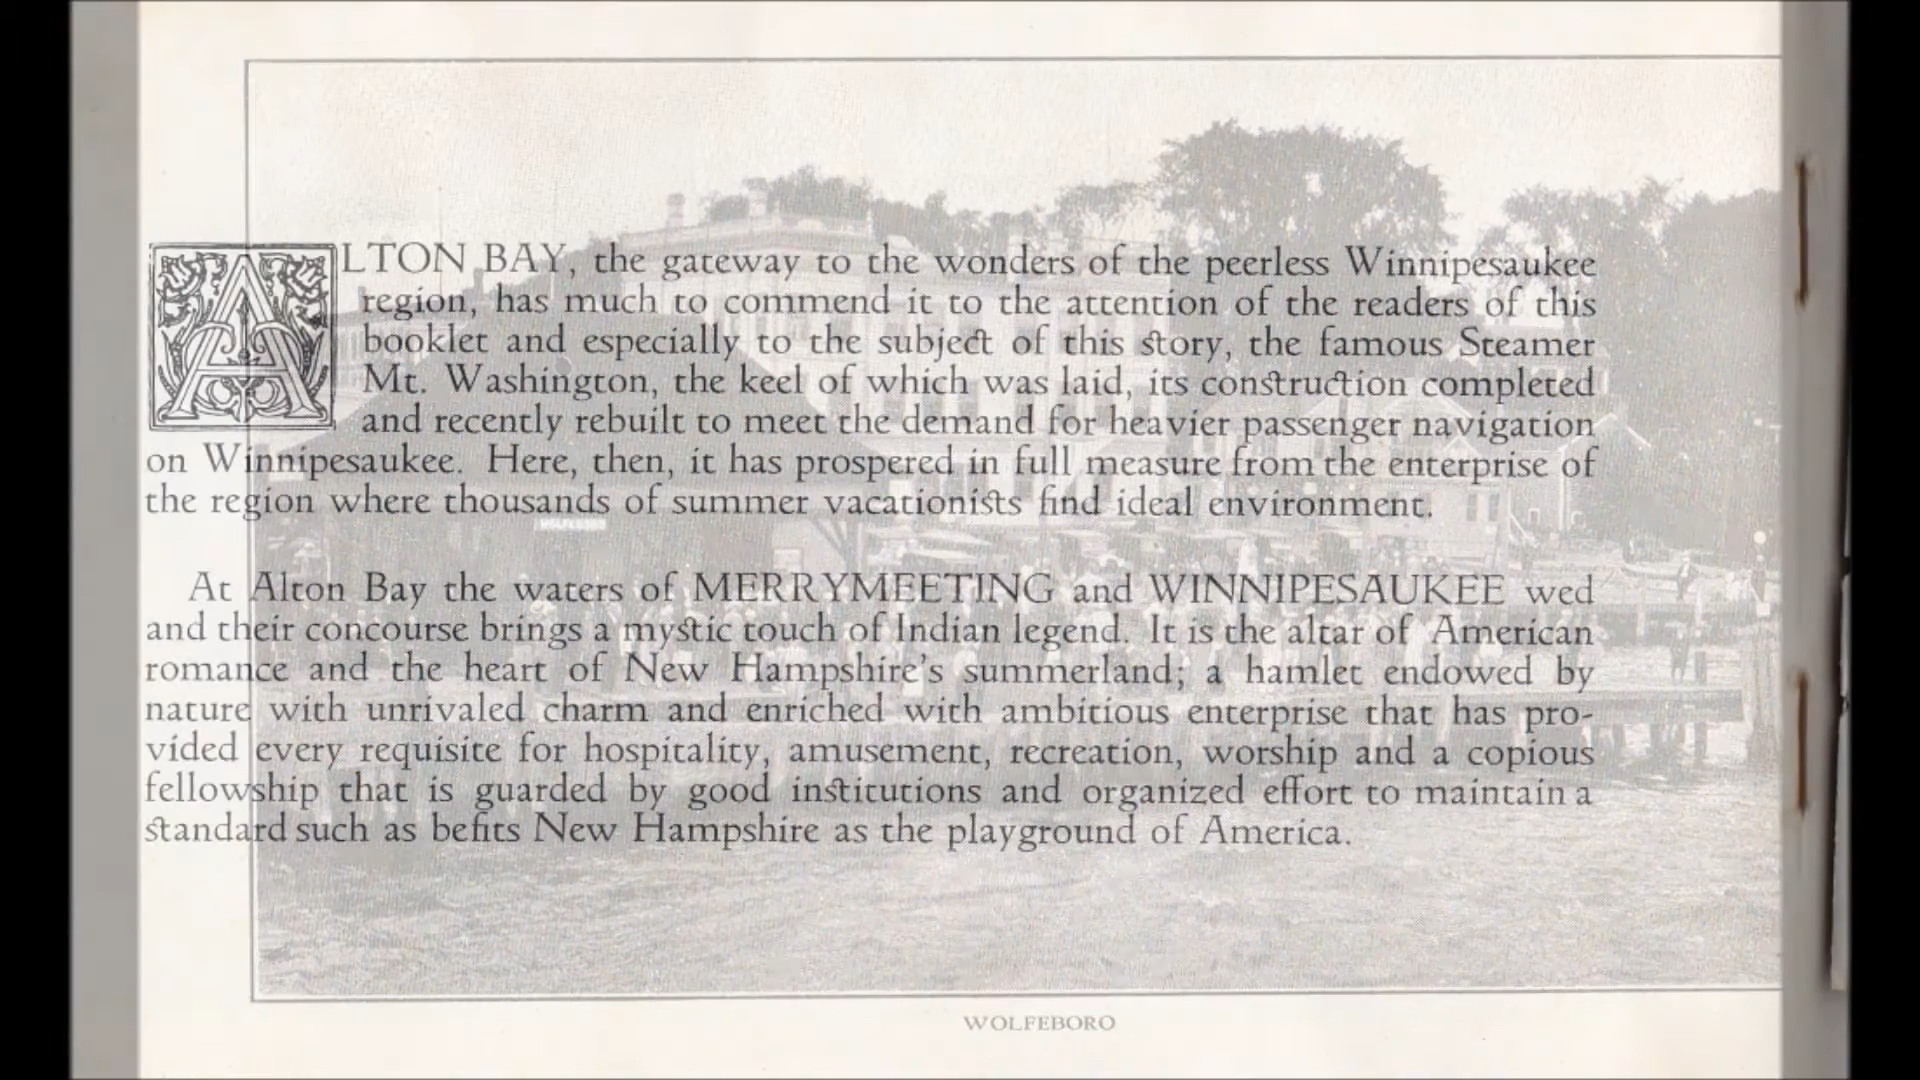 ALTON BAY, the gateway to the wonders of the peerless Winnipesaukee
region, has much to commend it to the attention of the readers of this
booklet and especially to the subject of this story, the famous Steamer
Mt. Washington, the keel of which was laid, its construction completed
and recently rebuilt to meet the demand for heavier passenger navigation
on Winnipesaukee. Here, then, it has prospered in full measure from the enterprise of
the region where thousands of summer vacationists find ideal environment.
At Alton Bay the waters of MERRYMEETING and WINNIPESAUKEE wed
and their concourse brings a mystic touch of Indian legend. It is the altar of American
romance and the heart of New Hampshire's summerland; a hamlet endowed by
nature with unrivaled charm and enriched with ambitious enterprise that has pro-
vided every requisite for hospitality, amusement, recreation, worship and a copious
fellowship that is guarded by good institutions and organized effort to maintain a
standard such as befits New Hampshire as the playground of America.
WOLFEBORO